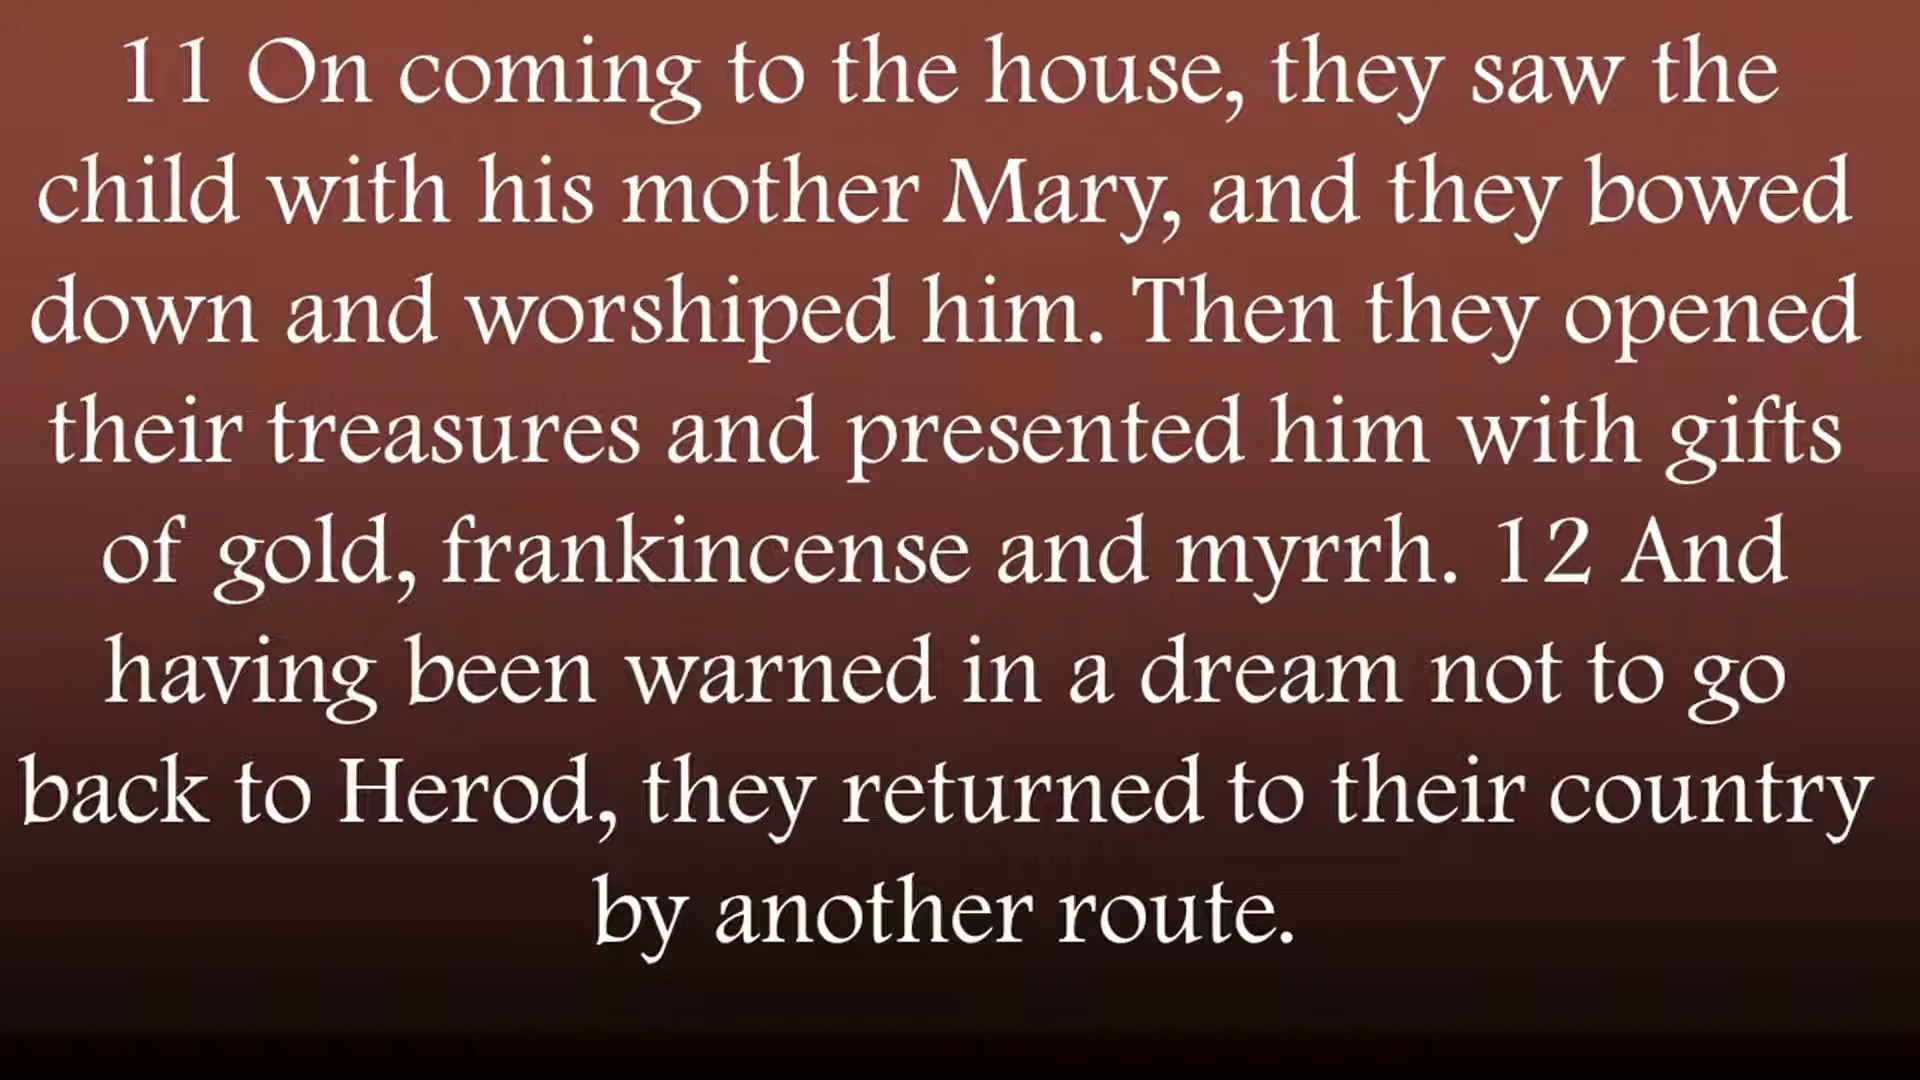 11 On coming to the house, they saw the
child with his mother Mary, and they bowed
down and worshiped him. Then they opened
their treasures and presented him with gifts
of gold, frankincense and myrrh. 12 And
having been warned in a dream not to go
back to Herod, they returned to their country
by another route.